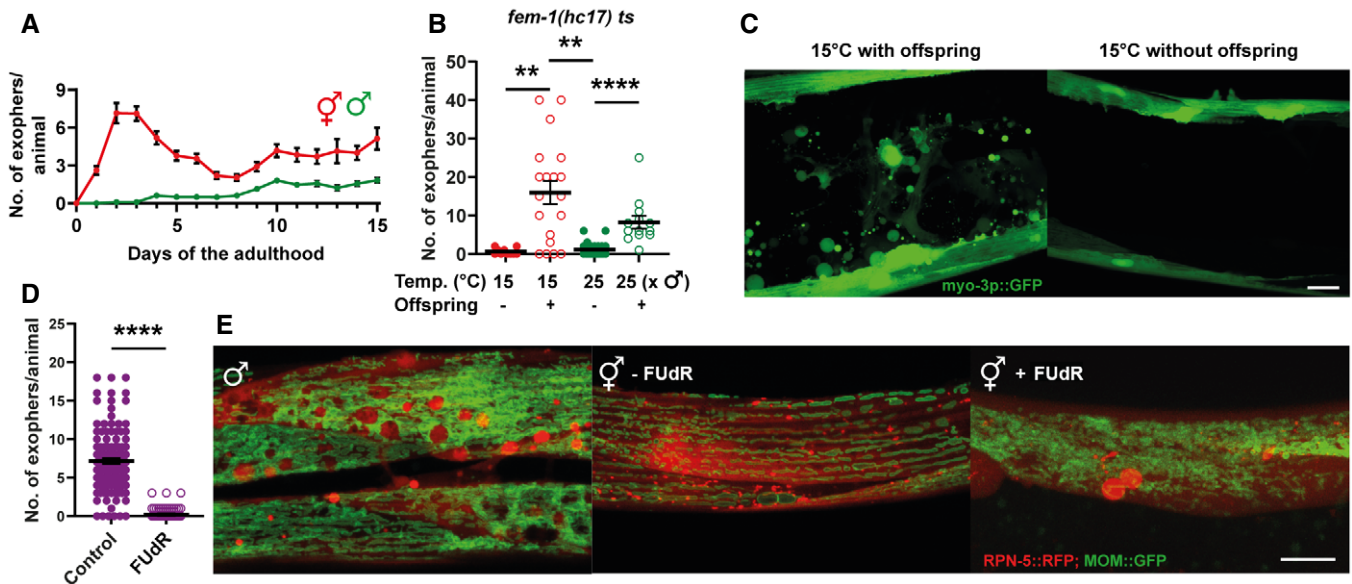 A
No. of exophers/
animal
9
6
3
0
⚥ ♂
0 5 10 15
Days of the adulthood
B
fem-1(hc17) ts
**
**
****
No. of exophers/animal
50
40
30
20
10
0
Temp. (°C) 15 15 25 25 (x ♂)
Offspring - + - +
C
15°C with offspring 15°C without offspring
myo-3p::GFP
D
****
No. of exophers/animal
25
20
15
10
5
0
Control FUdR
E
♂ ⚥ - FUdR ⚥ + FUdR
RPN-5::RFP; MOM::GFP